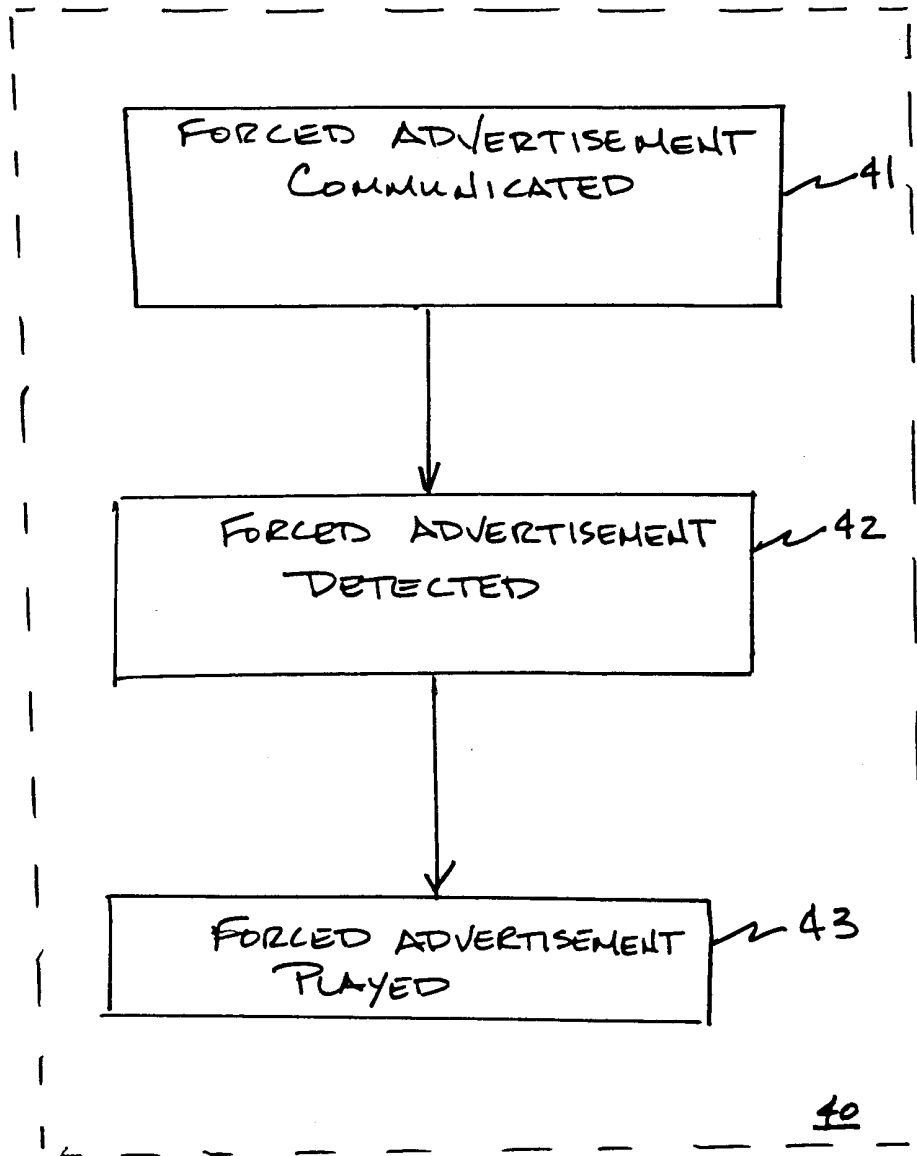 FORCED ADVERTISEMENT
COMMUNICATED
41
FORCED ADVERTISEMENT
DETECTED
42
FORCED ADVERTISEMENT
PLAYED
43
40